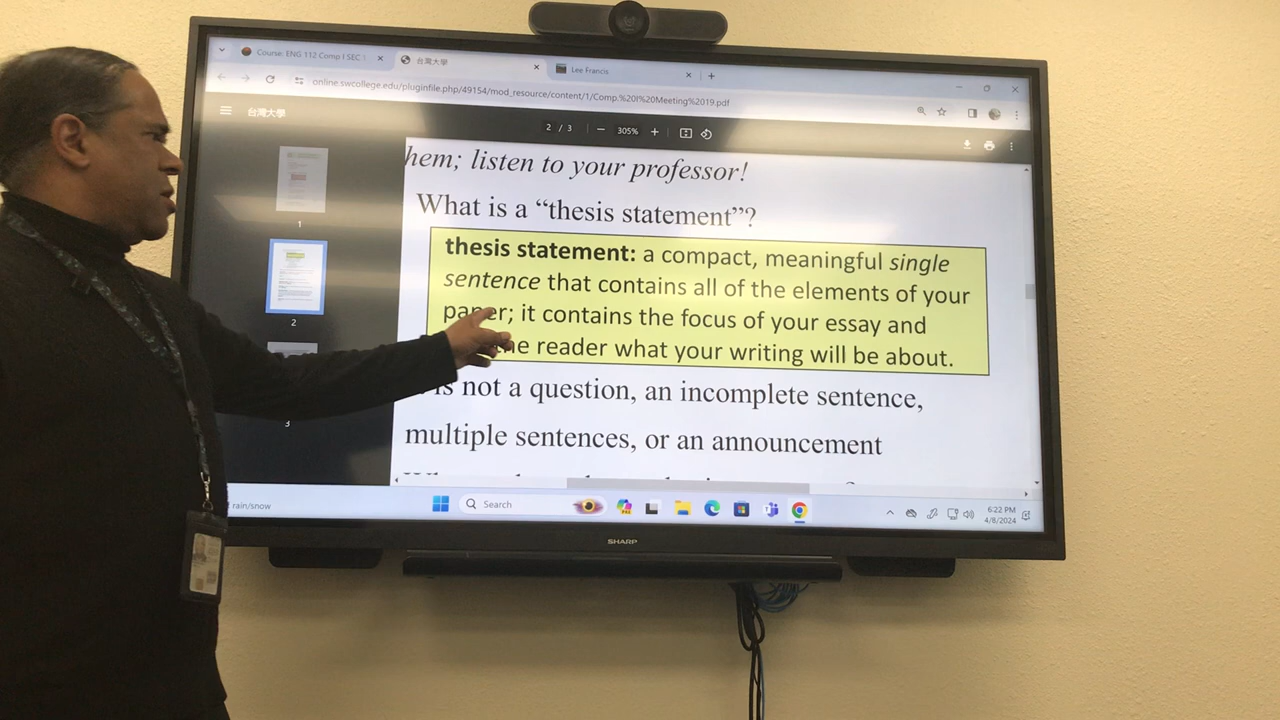 Course: ENG 112 Comp I SEC
台灣大學
Lee Francis
online.swcollege.edu/pluginfile.php/49154/mod_resource/content/1/Comp.%20I%20Meeting%2019.pdf
台灣大學
2 / 3
305%
1
2
3
hem; listen to your professor!
What is a “thesis statement”?
thesis statement: a compact, meaningful single
sentence that contains all of the elements of your
paper; it contains the focus of your essay and
reader what your writing will be about.
is not a question, an incomplete sentence,
multiple sentences, or an announcement
rain/snow
Search
6:22 PM
4/8/2024
SHARP